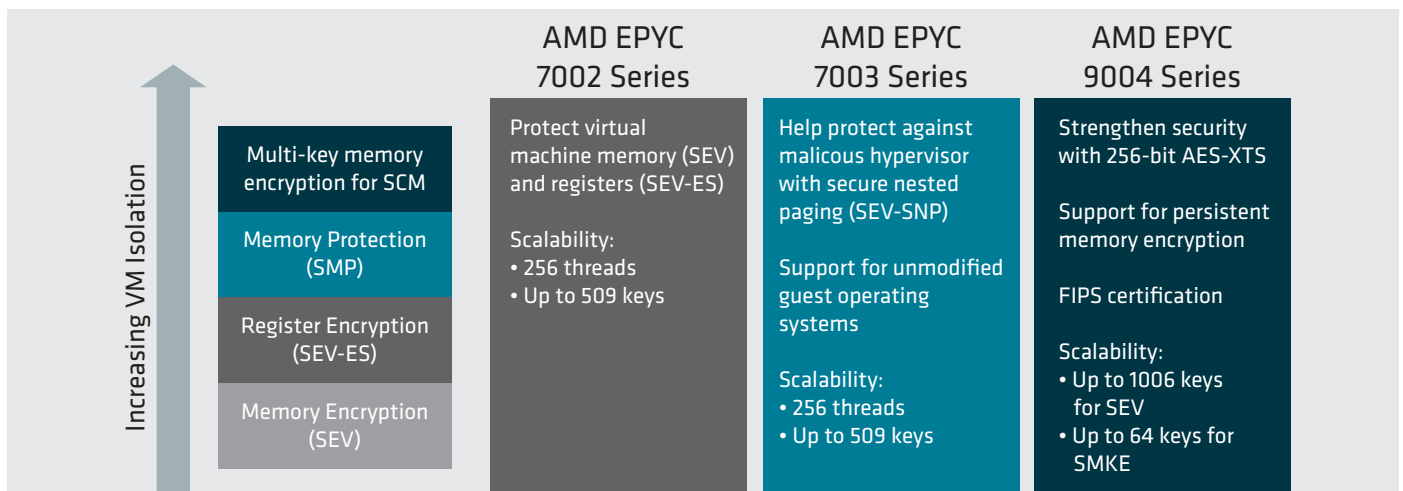 Increasing VM Isolation
Multi-key memory
encryption for SCM
Memory Protection
(SMP)
Register Encryption
(SEV-ES)
Memory Encryption
(SEV)
AMD EPYC
7002 Series
Protect virtual
machine memory (SEV)
and registers (SEV-ES)
Scalability:
• 256 threads
• Up to 509 keys
AMD EPYC
7003 Series
Help protect against
malicous hypervisor
with secure nested
paging (SEV-SNP)
Support for unmodified
guest operating
systems
Scalability:
• 256 threads
• Up to 509 keys
AMD EPYC
9004 Series
Strengthen security
with 256-bit AES-XTS
Support for persistent
memory encryption
FIPS certification
Scalability:
• Up to 1006 keys
for SEV
• Up to 64 keys for
SMKE